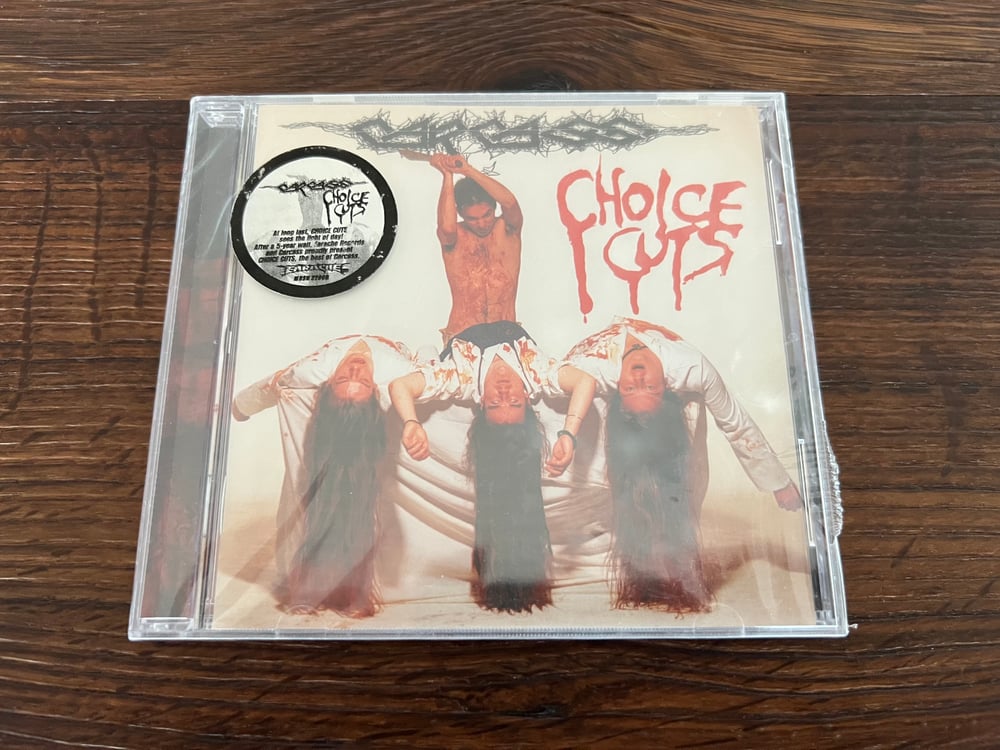 CARCASS
CHOICE
CUTS
CARCASS
CHOICE
CUTS
At long last, CHOICE CUTS
sees the light of day!
After a 5-year wait, Earache Records
and Carcass proudly present
CHOICE CUTS, the best of Carcass.
EARACHE